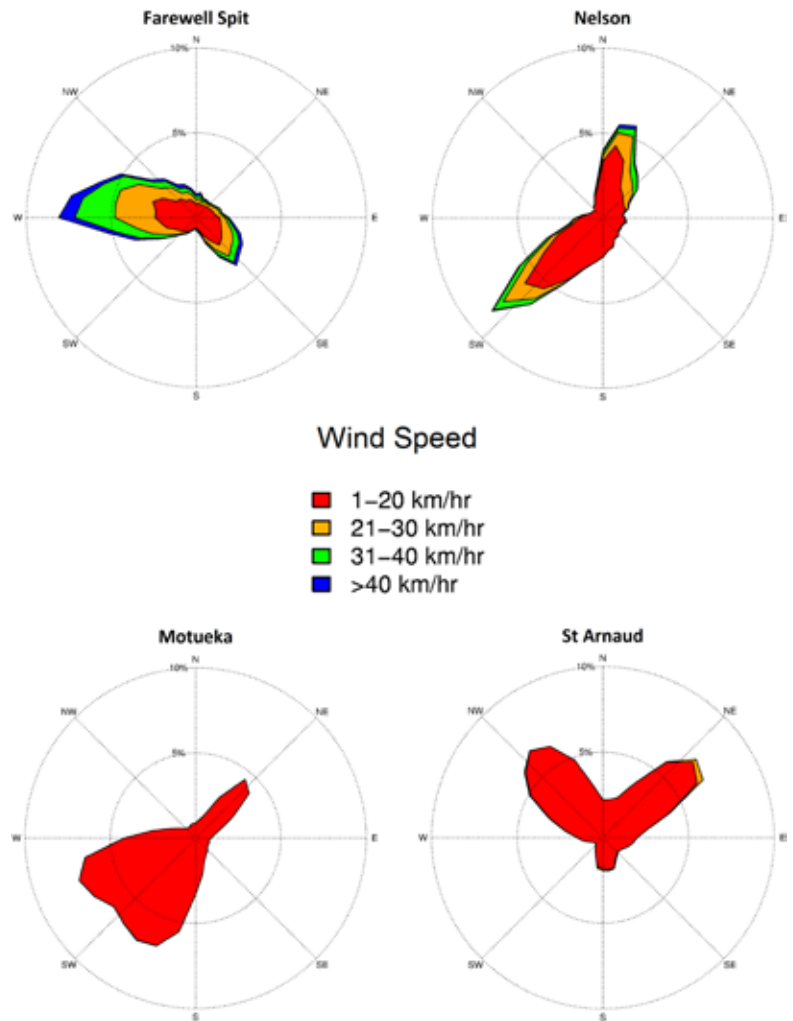 Farewell Spit
Nelson
N
10%
NW
NE
5%
W
E
SW
SE
S
N
10%
NW
NE
5%
W
E
SW
SE
S
Wind Speed
1–20 km/hr
21–30 km/hr
31–40 km/hr
>40 km/hr
Motueka
St Arnaud
N
10%
NW
NE
5%
W
E
SW
SE
S
N
10%
NW
NE
5%
W
E
SW
SE
S